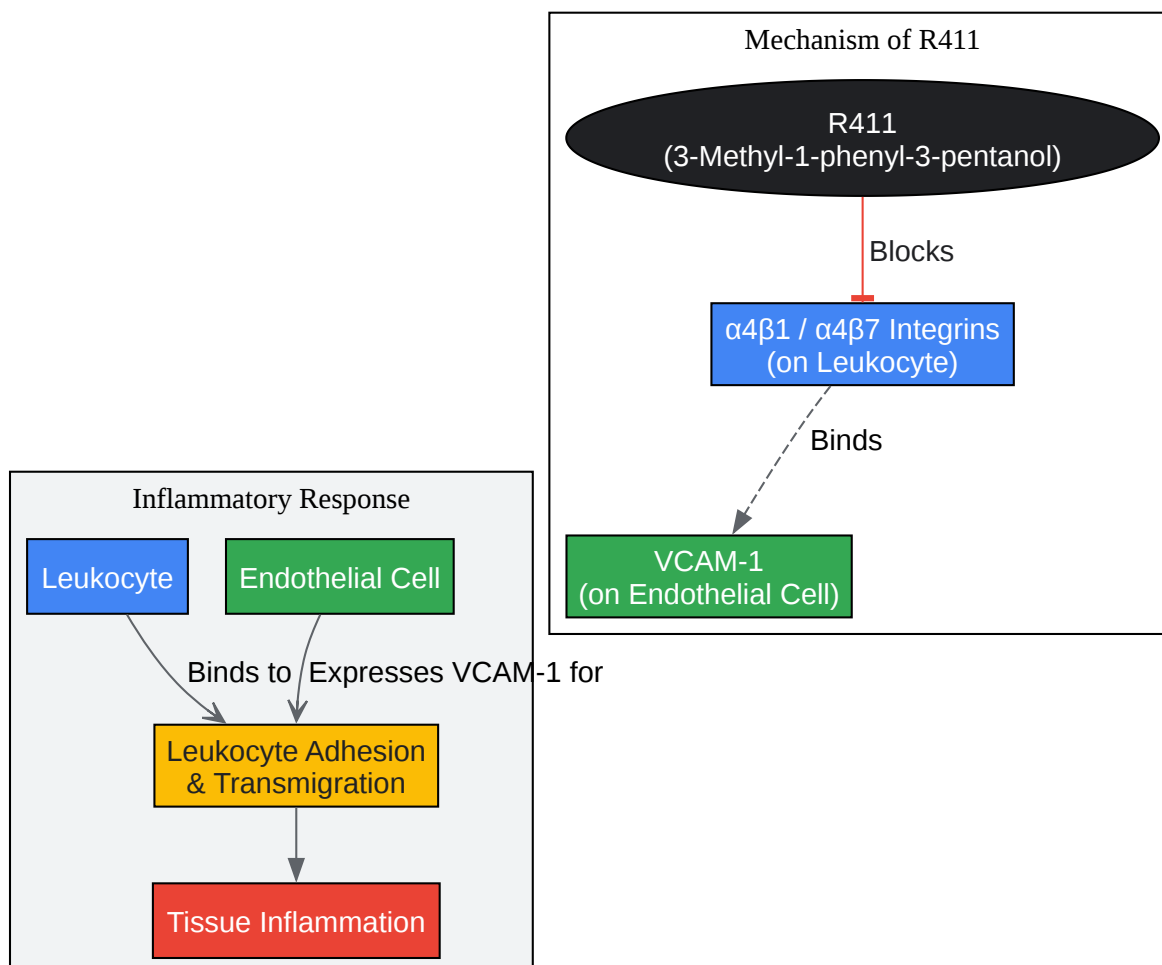 Mechanism of R411
R411
(3-Methyl-1-phenyl-3-pentanol)
Blocks
α4β1 / α4β7 Integrins
(on Leukocyte)
Binds
VCAM-1
(on Endothelial Cell)
Inflammatory Response
Leukocyte
Endothelial Cell
Binds to
Expresses VCAM-1 for
Leukocyte Adhesion
& Transmigration
Tissue Inflammation